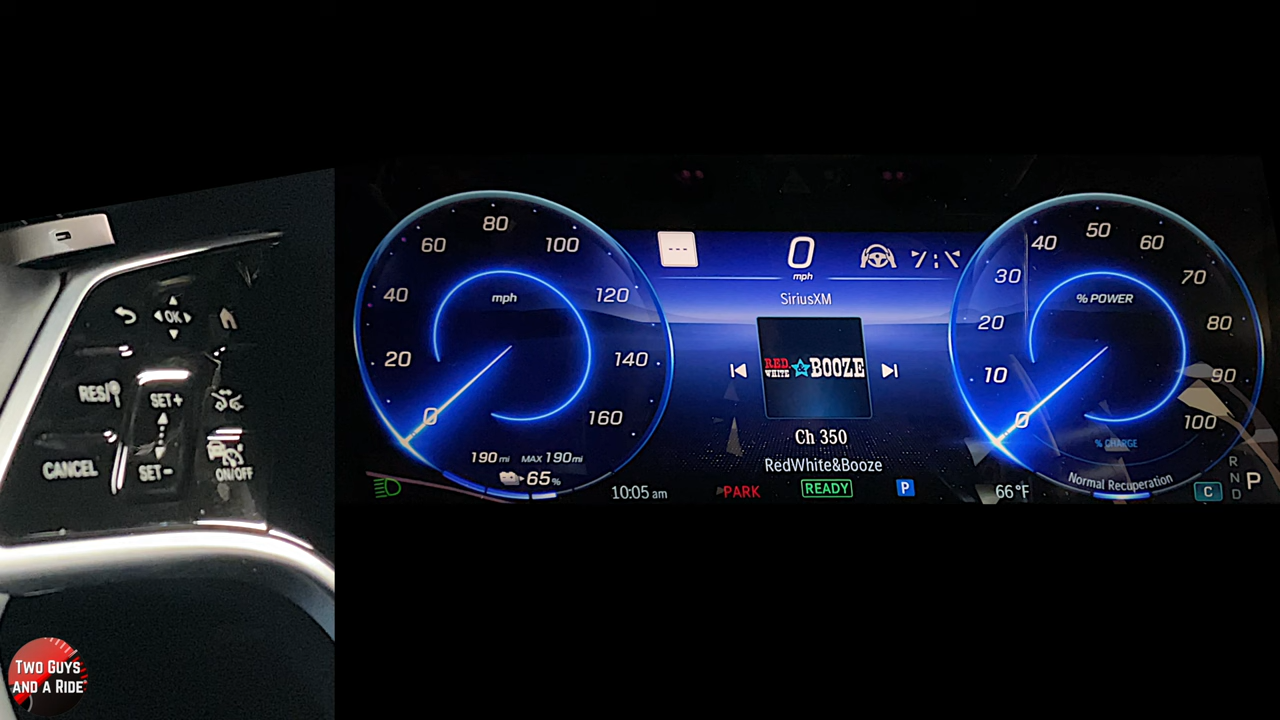 OK
RES/
SET+
CANCEL
SET-
ON/OFF
TWO GUYS
AND A RIDE
80
60
100
40
mph
120
20
140
0
160
190 mi MAX 190 mi
65%
---
0
mph
SiriusXM
RED
WHITE & BOOZE
Ch 350
RedWhite&Booze
10:05 am
PARK
READY
P
66°F
50
40
60
30
70
% POWER
20
80
10
90
0
100
% CHARGE
Normal Recuperation
C
R
N
D
P